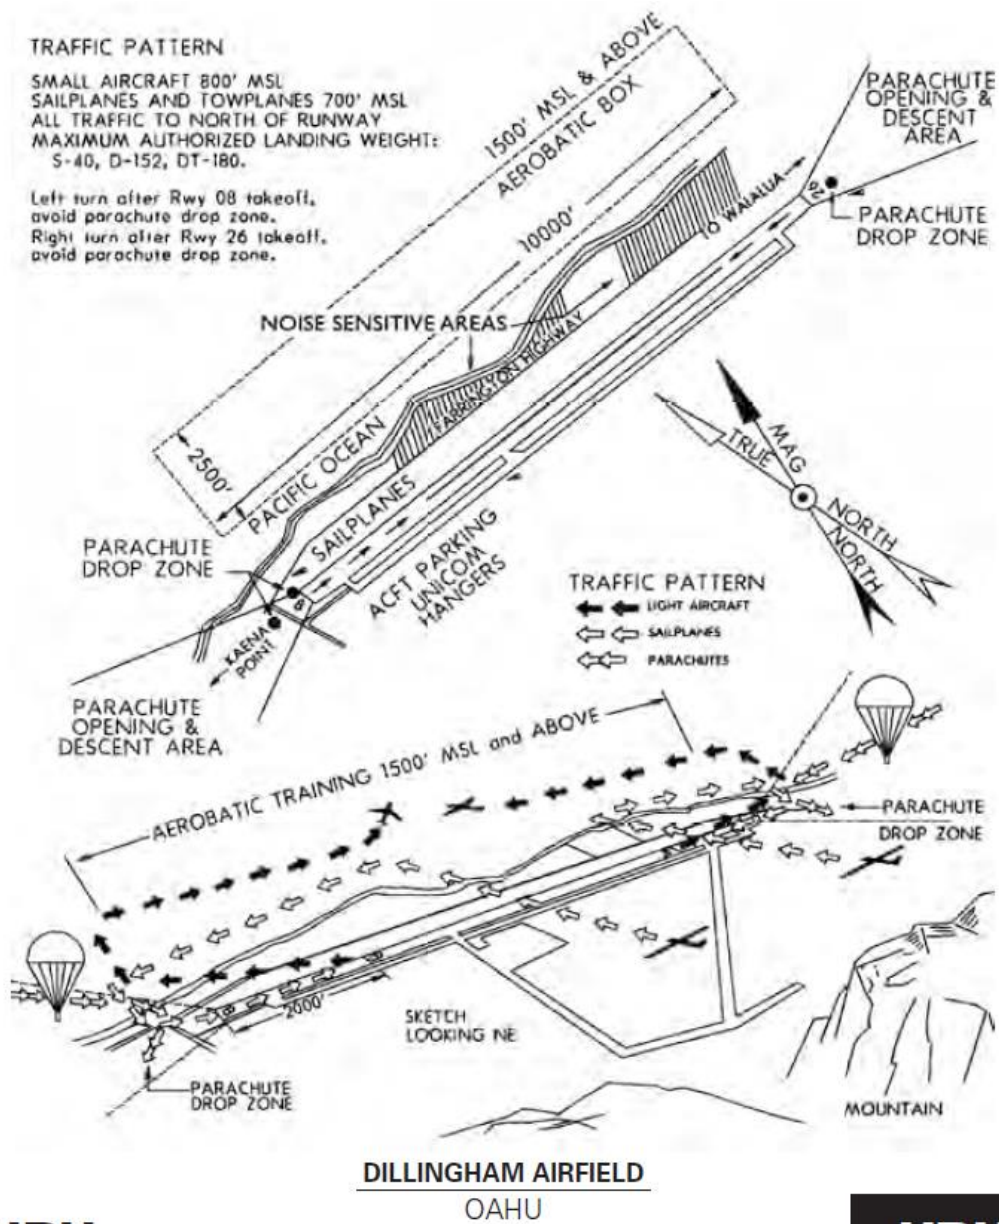 TRAFFIC PATTERN
SMALL AIRCRAFT 800' MSL
SAILPLANES AND TOWPLANES 700' MSL
ALL TRAFFIC TO NORTH OF RUNWAY
MAXIMUM AUTHORIZED LANDING WEIGHT:
S-40, D-152, DT-180.
Left turn after Rwy 08 takeoff,
avoid parachute drop zone.
Right turn after Rwy 26 takeoff,
avoid parachute drop zone.
1500' MSL & ABOVE
AEROBATIC BOX
10000'
2500'
PARACHUTE
OPENING &
DESCENT
AREA
26
TO WAIALUA
PARACHUTE
DROP ZONE
NOISE SENSITIVE AREAS
FARRINGTON HIGHWAY
PACIFIC OCEAN
SAILPLANES
PARACHUTE
DROP ZONE
8
ACFT PARKING
UNICOM
HANGERS
KAENA
POINT
PARACHUTE
OPENING &
DESCENT AREA
MAG
TRUE
NORTH
NORTH
TRAFFIC PATTERN
LIGHT AIRCRAFT
SAILPLANES
PARACHUTES
AEROBATIC TRAINING 1500' MSL and ABOVE
PARACHUTE
DROP ZONE
8
2000'
SKETCH
LOOKING NE
PARACHUTE
DROP ZONE
MOUNTAIN
DILLINGHAM AIRFIELD
OAHU